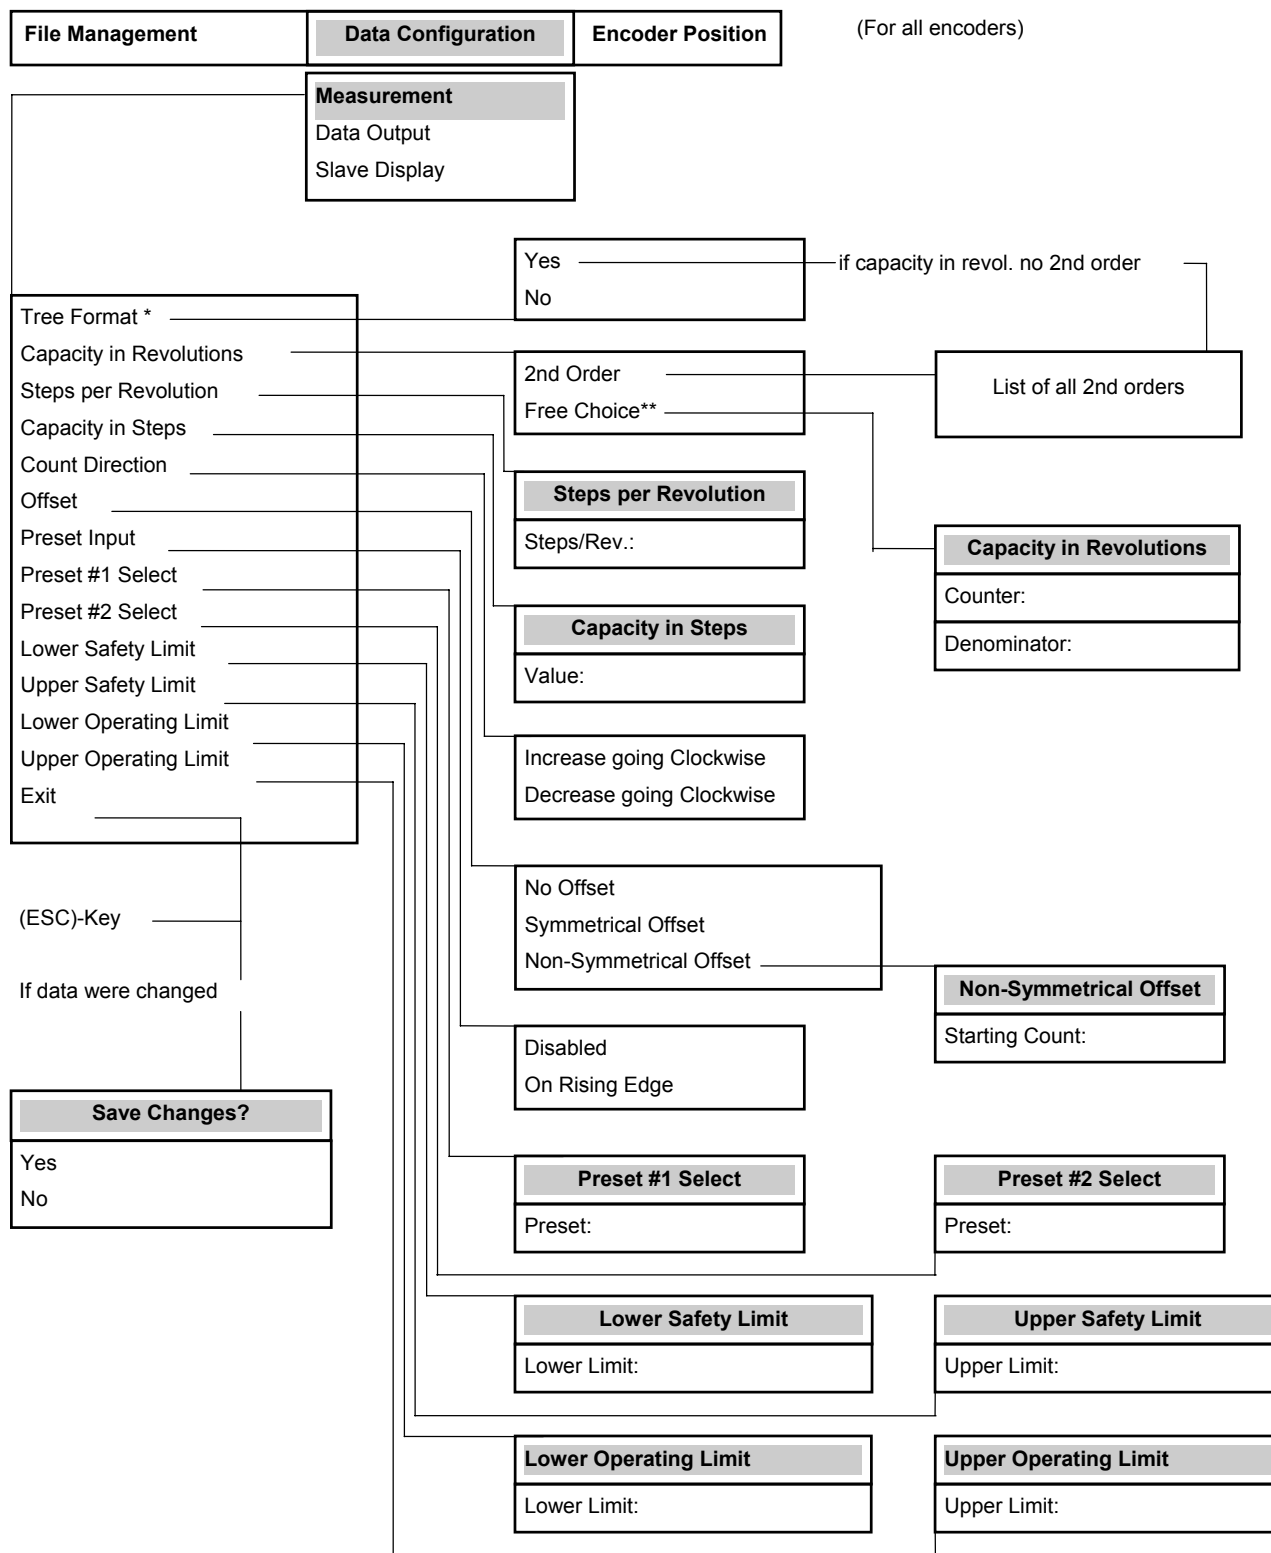 File Management
Data Configuration
Encoder Position
(For all encoders)
Measurement
Data Output
Slave Display
Yes
if capacity in revol. no 2nd order
No
Tree Format *
Capacity in Revolutions
Steps per Revolution
Capacity in Steps
Count Direction
Offset
Preset Input
Preset #1 Select
Preset #2 Select
Lower Safety Limit
Upper Safety Limit
Lower Operating Limit
Upper Operating Limit
Exit
2nd Order
Free Choice**
List of all 2nd orders
Steps per Revolution
Steps/Rev.:
Capacity in Revolutions
Counter:
Denominator:
Capacity in Steps
Value:
Increase going Clockwise
Decrease going Clockwise
No Offset
Symmetrical Offset
Non-Symmetrical Offset
(ESC)-Key
If data were changed
Non-Symmetrical Offset
Starting Count:
Disabled
On Rising Edge
Save Changes?
Yes
No
Preset #1 Select
Preset:
Preset #2 Select
Preset:
Lower Safety Limit
Lower Limit:
Upper Safety Limit
Upper Limit:
Lower Operating Limit
Lower Limit:
Upper Operating Limit
Upper Limit: